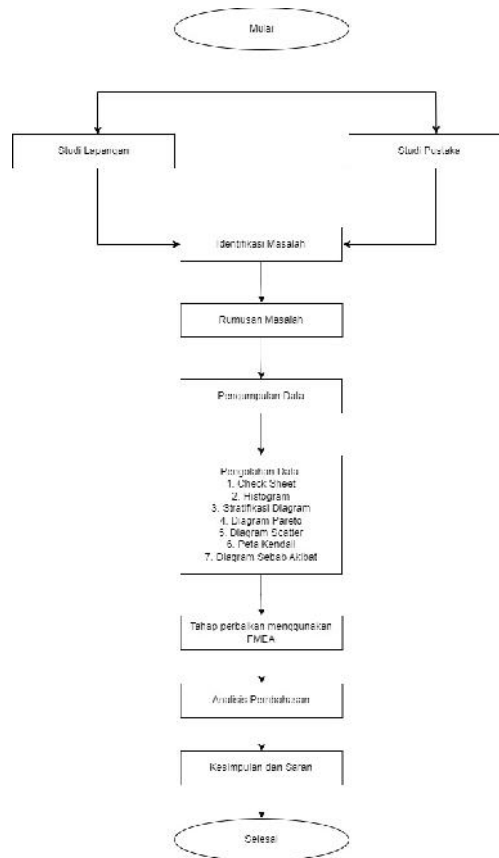 Mulai
Studi Lapangan
Studi Pustaka
Identifikasi Masalah
Rumusan Masalah
Pengumpulan Data
Pengolahan Data
1. Check Sheet
2. Histogram
3. Stratifikasi Diagram
4. Diagram Pareto
5. Diagram Scatter
6. Peta Kendali
7. Diagram Sebab Akibat
Tahap perbaikan menggunakan
FMEA
Analisis Pembahasan
Kesimpulan dan Saran
Selesai